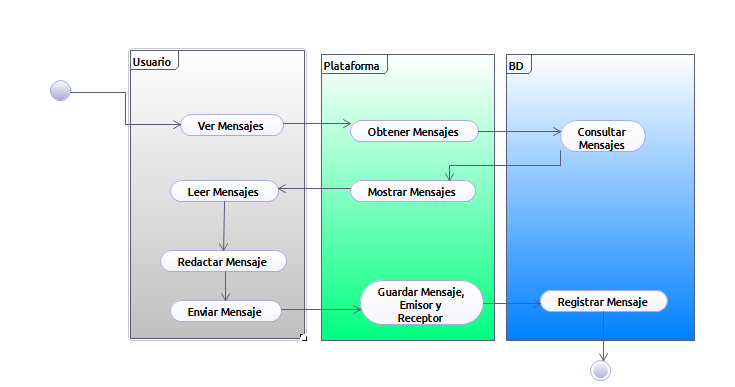 Usuario
Plataforma
BD
Ver Mensajes
Obtener Mensajes
Consultar
Mensajes
Leer Mensajes
Mostrar Mensajes
Redactar Mensaje
Enviar Mensaje
Guardar Mensaje,
Emisor y
Receptor
Registrar Mensaje